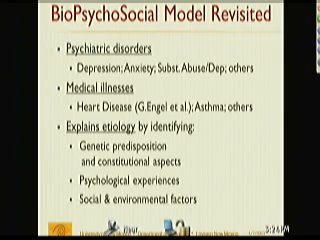 BioPsychoSocial Model Revisited
• Psychiatric disorders
• Depression; Anxiety; Subst. Abuse/Dep; others
• Medical illnesses
• Heart Disease (G.Engel et al.); Asthma; others
• Explains etiology by identifying:
• Genetic predisposition
and constitutional aspects
• Psychological experiences
• Social & environmental factors